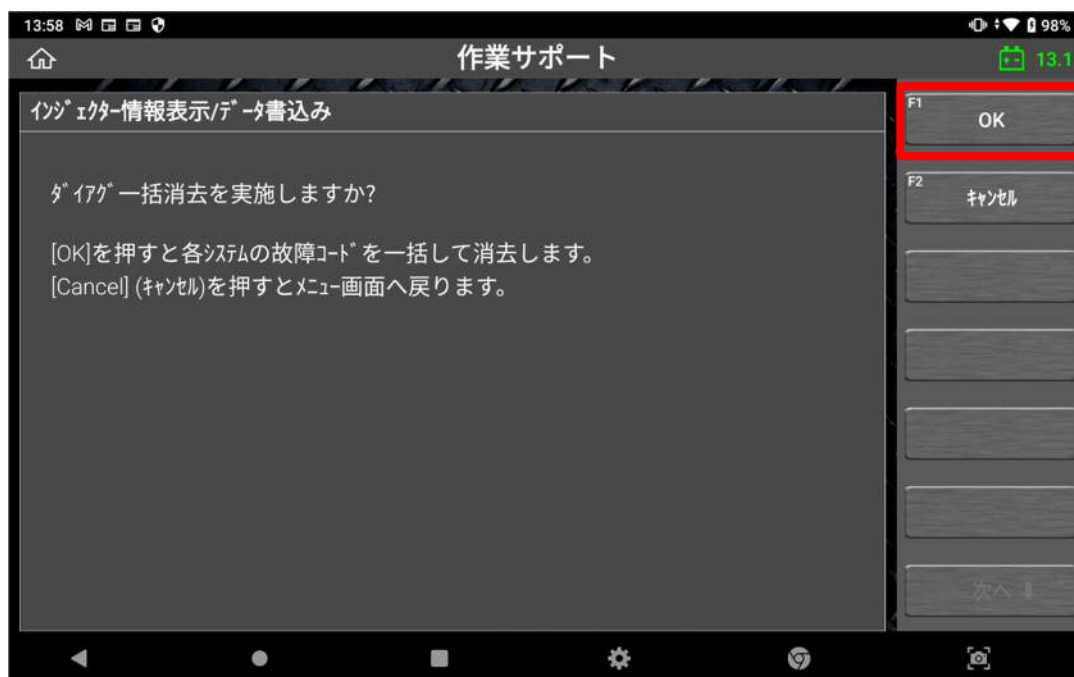 13:58 98%
作業サポート
13.1
ｲﾝｼﾞｪｸﾀｰ情報表示/ﾃﾞｰﾀ書込み
F1
OK
ﾀﾞｲｱｸﾞ一括消去を実施しますか?
F2
ｷｬﾝｾﾙ
[OK]を押すと各ｼｽﾃﾑの故障ｺｰﾄﾞを一括して消去します。
[Cancel] (ｷｬﾝｾﾙ)を押すとﾒﾆｭｰ画面へ戻ります。
次へ ⬇